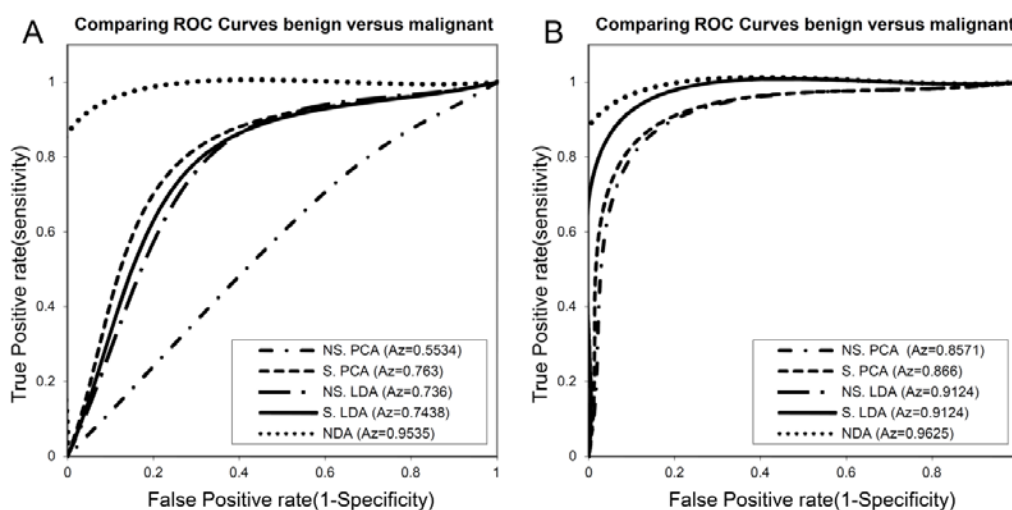 A
Comparing ROC Curves benign versus malignant
True Positive rate(sensitivity)
1
0.8
0.6
0.4
0.2
0
NS. PCA (Az=0.5534)
S. PCA (Az=0.763)
NS. LDA (Az=0.736)
S. LDA (Az=0.7438)
NDA (Az=0.9535)
0 0.2 0.4 0.6 0.8 1
False Positive rate(1-Specificity)
B
Comparing ROC Curves benign versus malignant
True Positive rate(sensitivity)
1
0.8
0.6
0.4
0.2
0
NS. PCA (Az=0.8571)
S. PCA (Az=0.866)
NS. LDA (Az=0.9124)
S. LDA (Az=0.9124)
NDA (Az=0.9625)
0 0.2 0.4 0.6 0.8
False Positive rate(1-Specificity)